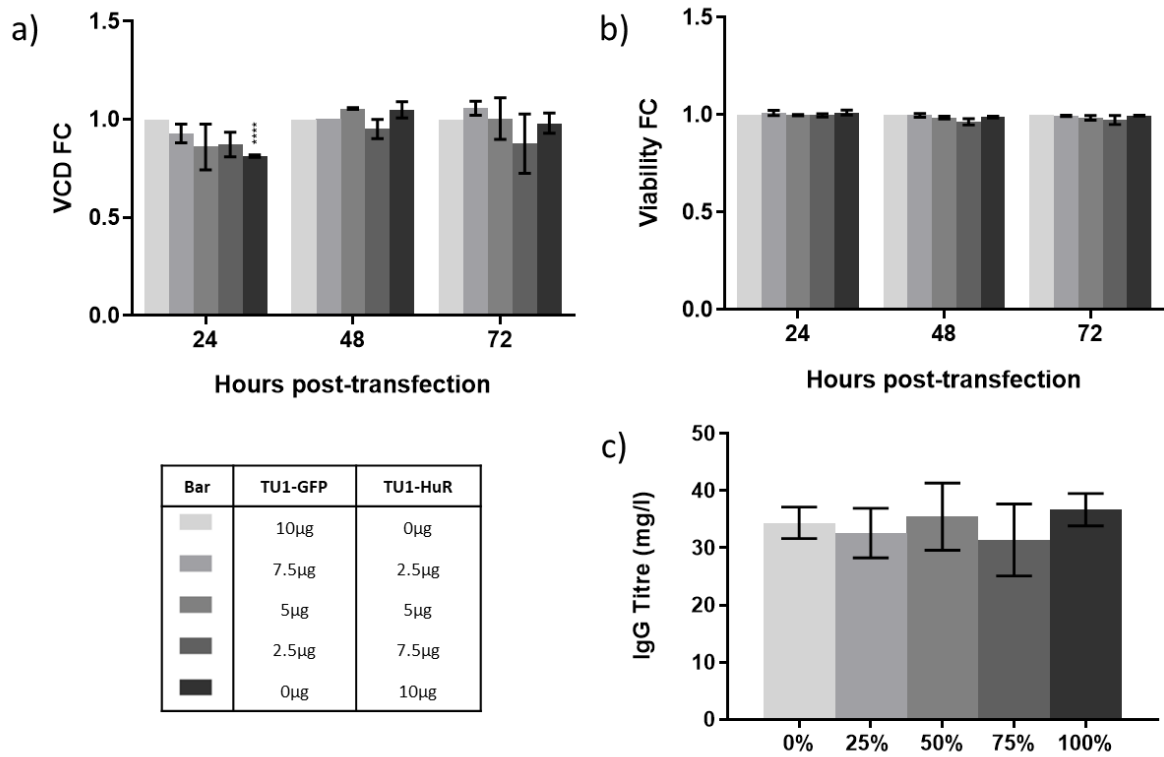 a)
1.5
1.0
0.5
0.0
VCD FC
****
24 48 72
Hours post-transfection
b)
1.5
1.0
0.5
0.0
Viability FC
24 48 72
Hours post-transfection
Bar TU1-GFP TU1-HuR
10µg 0µg
7.5µg 2.5µg
5µg 5µg
2.5µg 7.5µg
0µg 10µg
c)
50
40
30
20
10
0
IgG Titre (mg/l)
0% 25% 50% 75% 100%